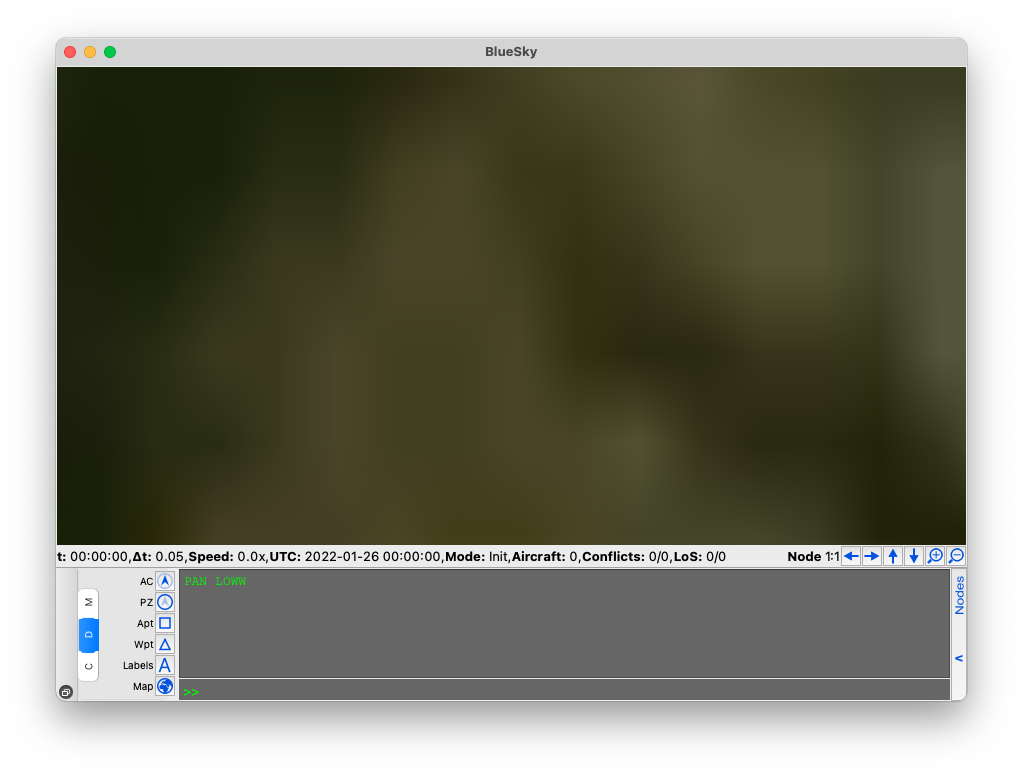 BlueSky
t: 00:00:00, Δt: 0.05, Speed: 0.0x, UTC: 2022-01-26 00:00:00, Mode: Init, Aircraft: 0, Conflicts: 0/0, LoS: 0/0 Node 1:1
AC
PZ
Apt
Wpt
Labels
Map
M
D
C
PAN LOWW
>>
Nodes
<